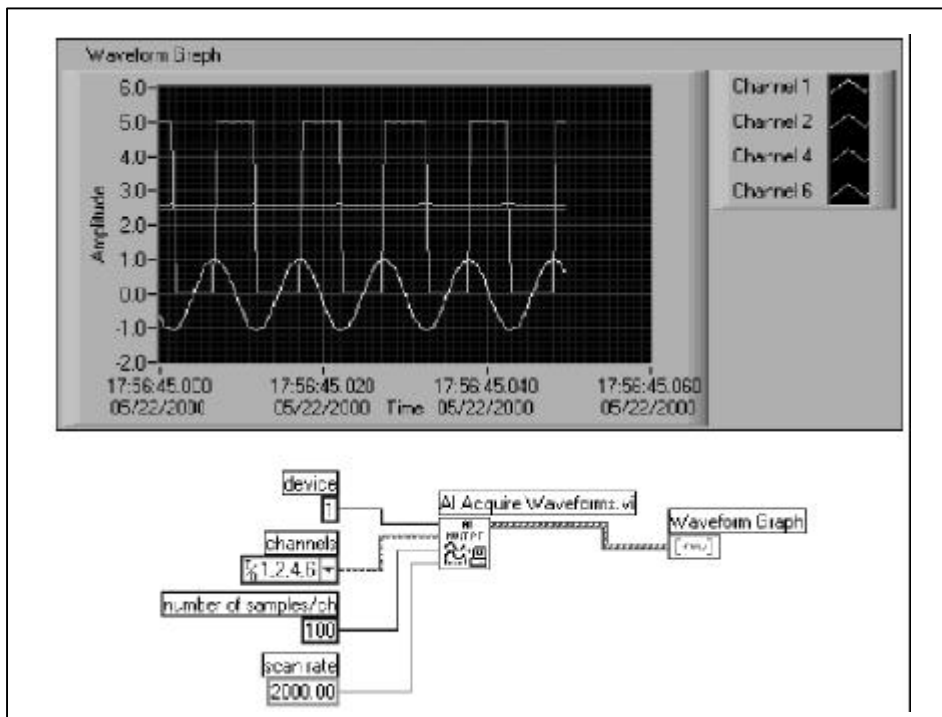 Waveform Graph
6.0
5.0
4.0
3.0
2.0
1.0
0.0
-1.0
-2.0
Amplitude
17:56:45.000 17:56:45.020 17:56:45.040 17:56:45.060
05/22/2000 05/22/2000 Time 05/22/2000 05/22/2000
Channel 1
Channel 2
Channel 4
Channel 6
device
1
channels
1,2,4,6
number of samples/ch
100
scan rate
2000.00
AI Acquire Waveforms.vi
AI
Waveform Graph